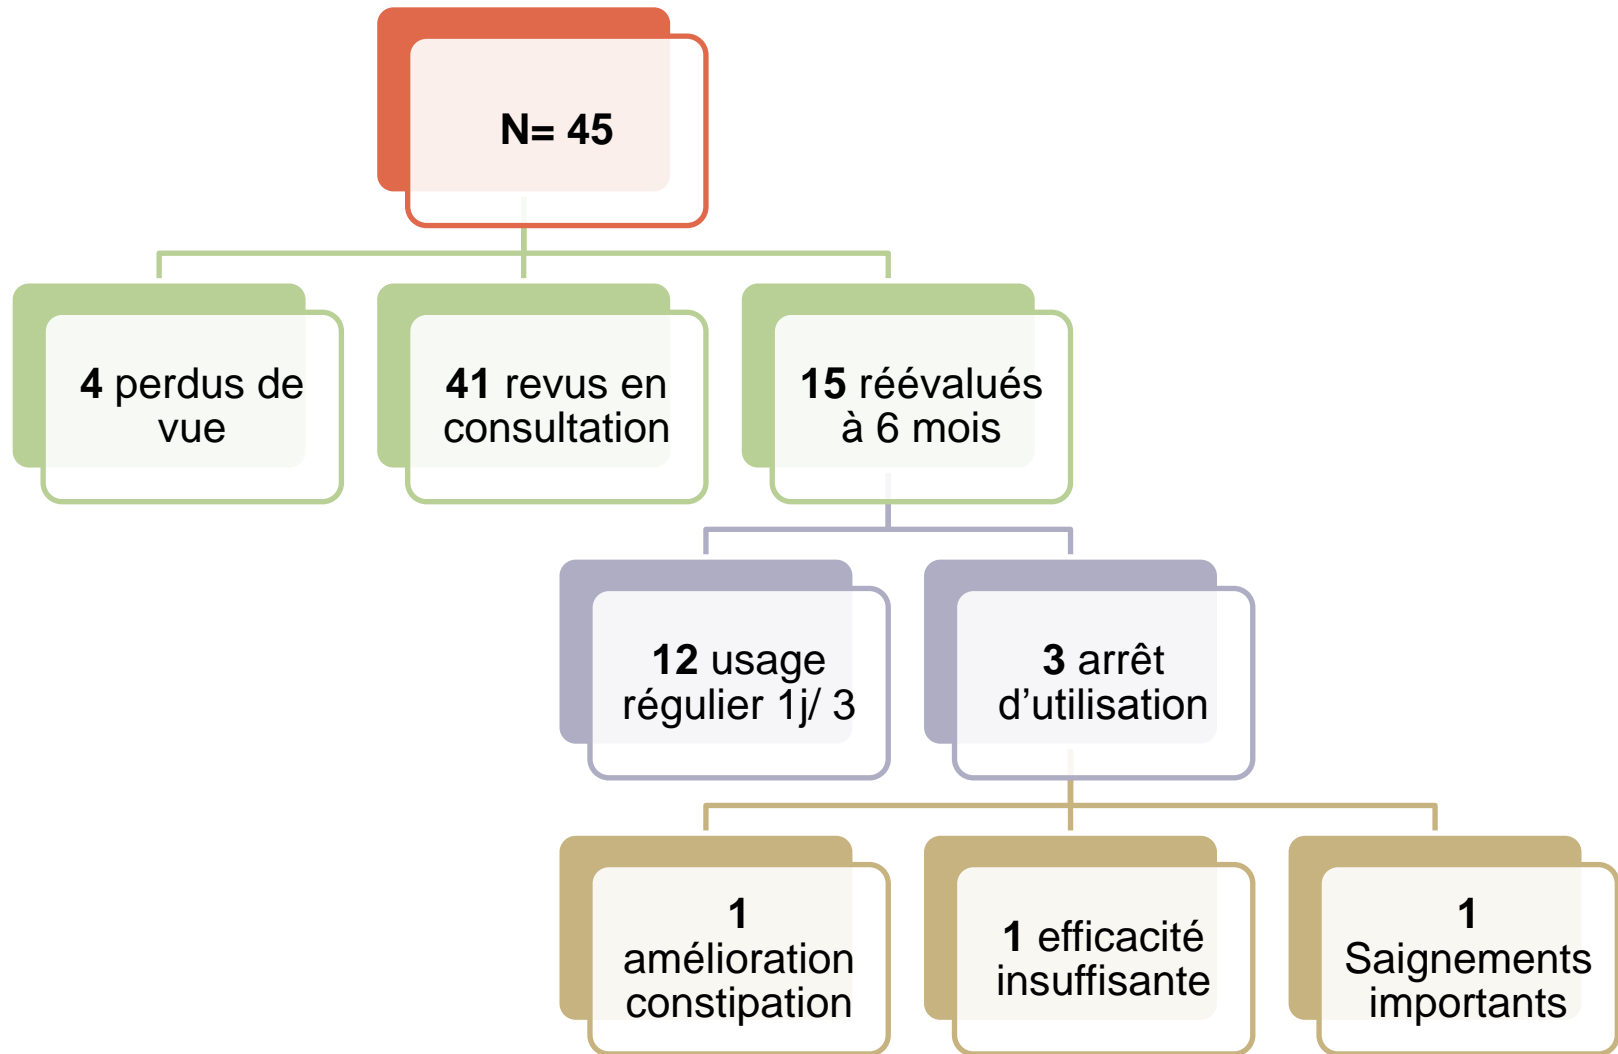 N= 45
4 perdus de
vue
41 revus en
consultation
15 réévalués
à 6 mois
12 usage
régulier 1j/ 3
3 arrêt
d’utilisation
1
amélioration
constipation
1 efficacité
insuffisante
1
Saignements
importants